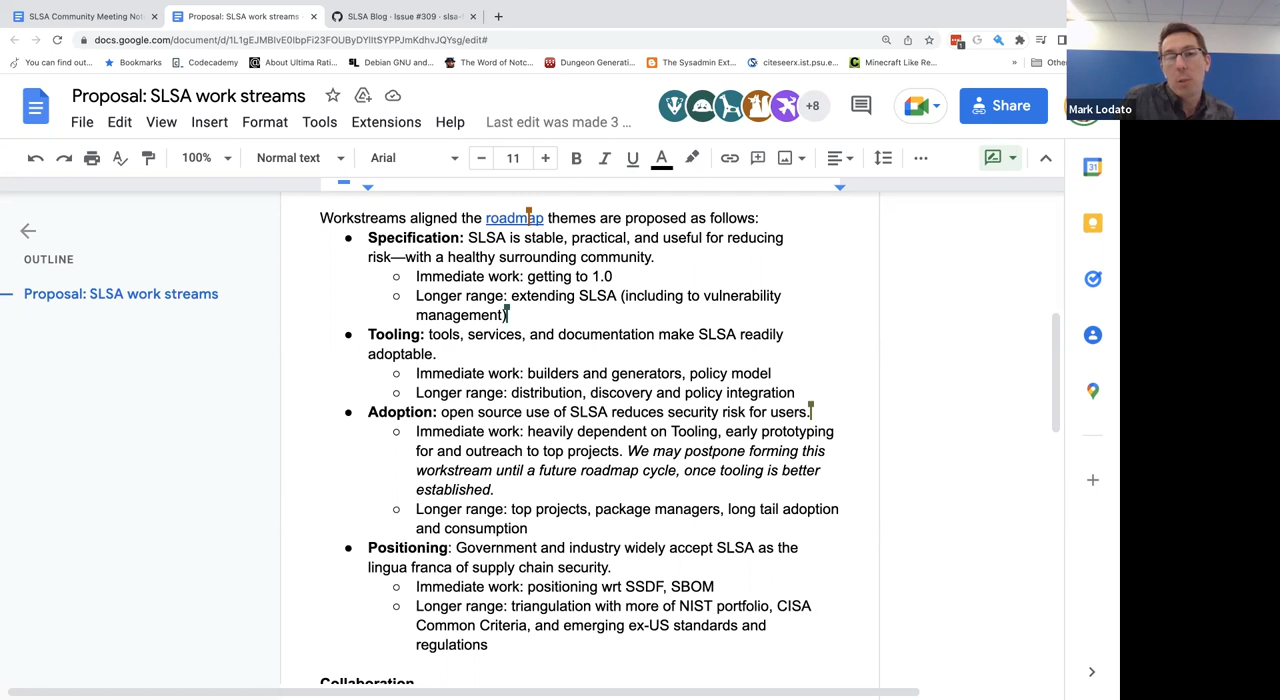 SLSA Community Meeting Not
Proposal: SLSA work streams
SLSA Blog · Issue #309 · slsa-
docs.google.com/document/d/1L1gEJMBIvE0IbpFi23FOUByDYlItSYPPJmKdhvJQYsg/edit#
You can find out...
Bookmarks
Codecademy
About Ultima Rati...
Debian GNU and...
The Word of Notc...
Dungeon Generati...
The Sysadmin Ext...
citeseerx.ist.psu.e...
Minecraft Like Re...
»
Othe
Mark Lodato
Proposal: SLSA work streams
+8
Share
File Edit View Insert Format Tools Extensions Help Last edit was made 3 ...
100% Normal text Arial 11 B I U A
31
OUTLINE
Proposal: SLSA work streams
Workstreams aligned the roadmap themes are proposed as follows:
● Specification: SLSA is stable, practical, and useful for reducing
risk—with a healthy surrounding community.
○ Immediate work: getting to 1.0
○ Longer range: extending SLSA (including to vulnerability
management)
● Tooling: tools, services, and documentation make SLSA readily
adoptable.
○ Immediate work: builders and generators, policy model
○ Longer range: distribution, discovery and policy integration
● Adoption: open source use of SLSA reduces security risk for users.
○ Immediate work: heavily dependent on Tooling, early prototyping
for and outreach to top projects. We may postpone forming this
workstream until a future roadmap cycle, once tooling is better
established.
○ Longer range: top projects, package managers, long tail adoption
and consumption
● Positioning: Government and industry widely accept SLSA as the
lingua franca of supply chain security.
○ Immediate work: positioning wrt SSDF, SBOM
○ Longer range: triangulation with more of NIST portfolio, CISA
Common Criteria, and emerging ex-US standards and
regulations
Collaboration